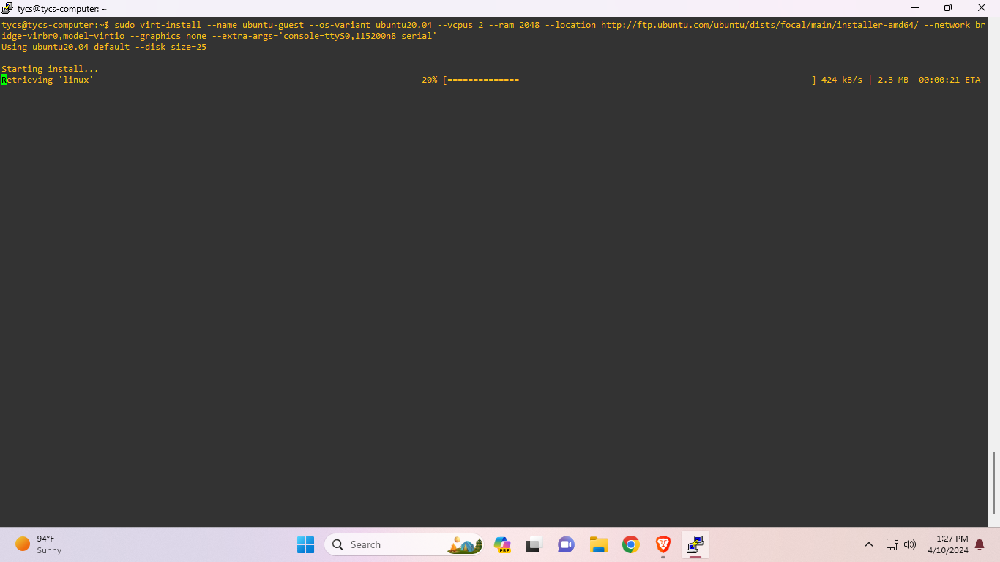 tycs@tycs-computer: ~
tycs@tycs-computer:~$ sudo virt-install --name ubuntu-guest --os-variant ubuntu20.04 --vcpus 2 --ram 2048 --location http://ftp.ubuntu.com/ubuntu/dists/focal/main/installer-amd64/ --network br
idge=virbr0,model=virtio --graphics none --extra-args='console=ttyS0,115200n8 serial'
Using ubuntu20.04 default --disk size=25
Starting install...
Retrieving 'linux' 20% [==============- ] 424 kB/s | 2.3 MB 00:00:21 ETA
94°F
Sunny
Search
PRE
1:27 PM
4/10/2024